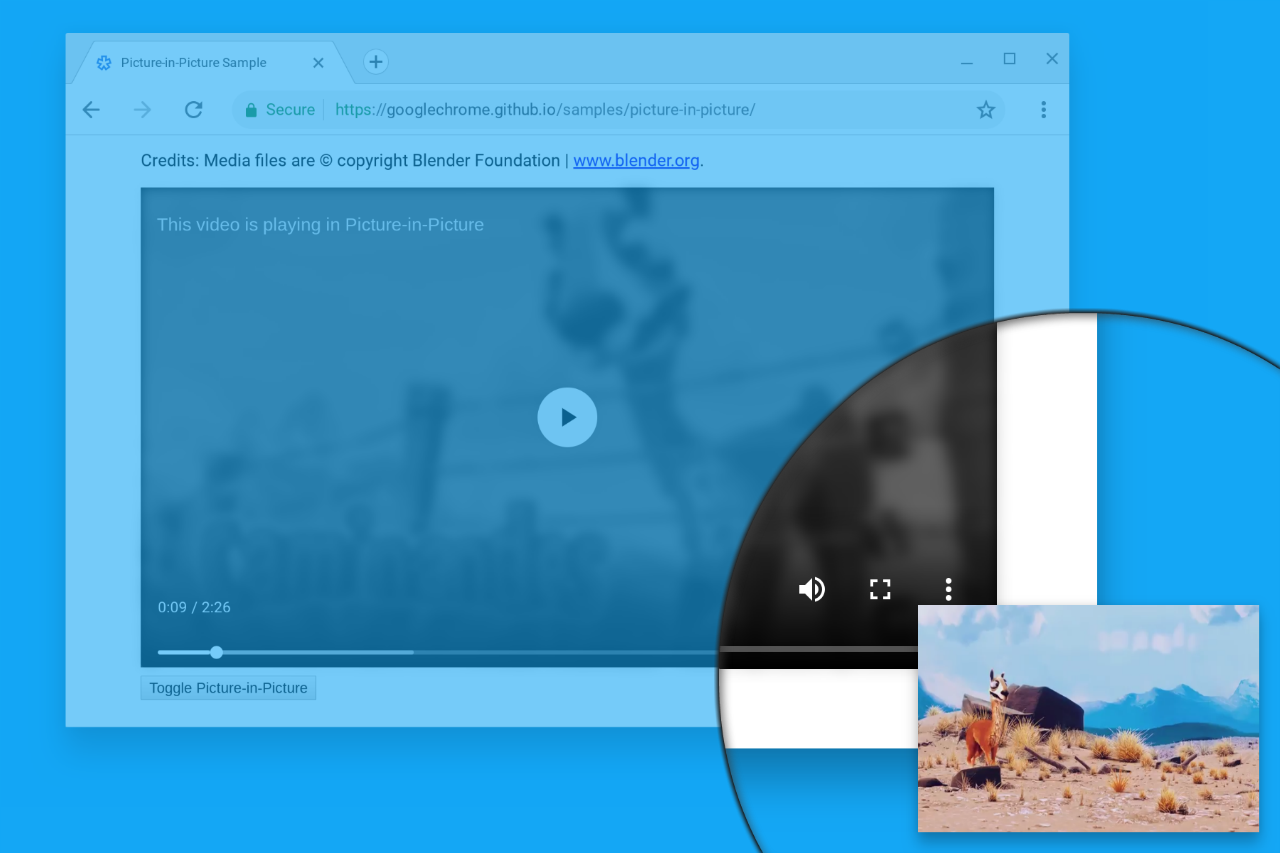 Picture-in-Picture Sample
Secure https://googlechrome.github.io/samples/picture-in-picture/
Credits: Media files are © copyright Blender Foundation | www.blender.org.
This video is playing in Picture-in-Picture
0:09 / 2:26
Toggle Picture-in-Picture